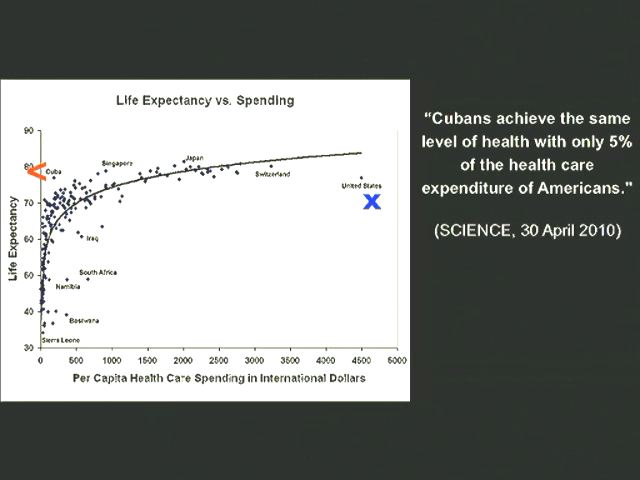 Life Expectancy vs. Spending
90
80
70
60
50
40
30
Life Expectancy
<
Cuba
Singapore
Japan
Switzerland
United States
X
Iraq
South Africa
Namibia
Bostwana
Sierra Leone
0 500 1000 1500 2000 2500 3000 3500 4000 4500 5000
Per Capita Health Care Spending in International Dollars
"Cubans achieve the same
level of health with only 5%
of the health care
expenditure of Americans."
(SCIENCE, 30 April 2010)